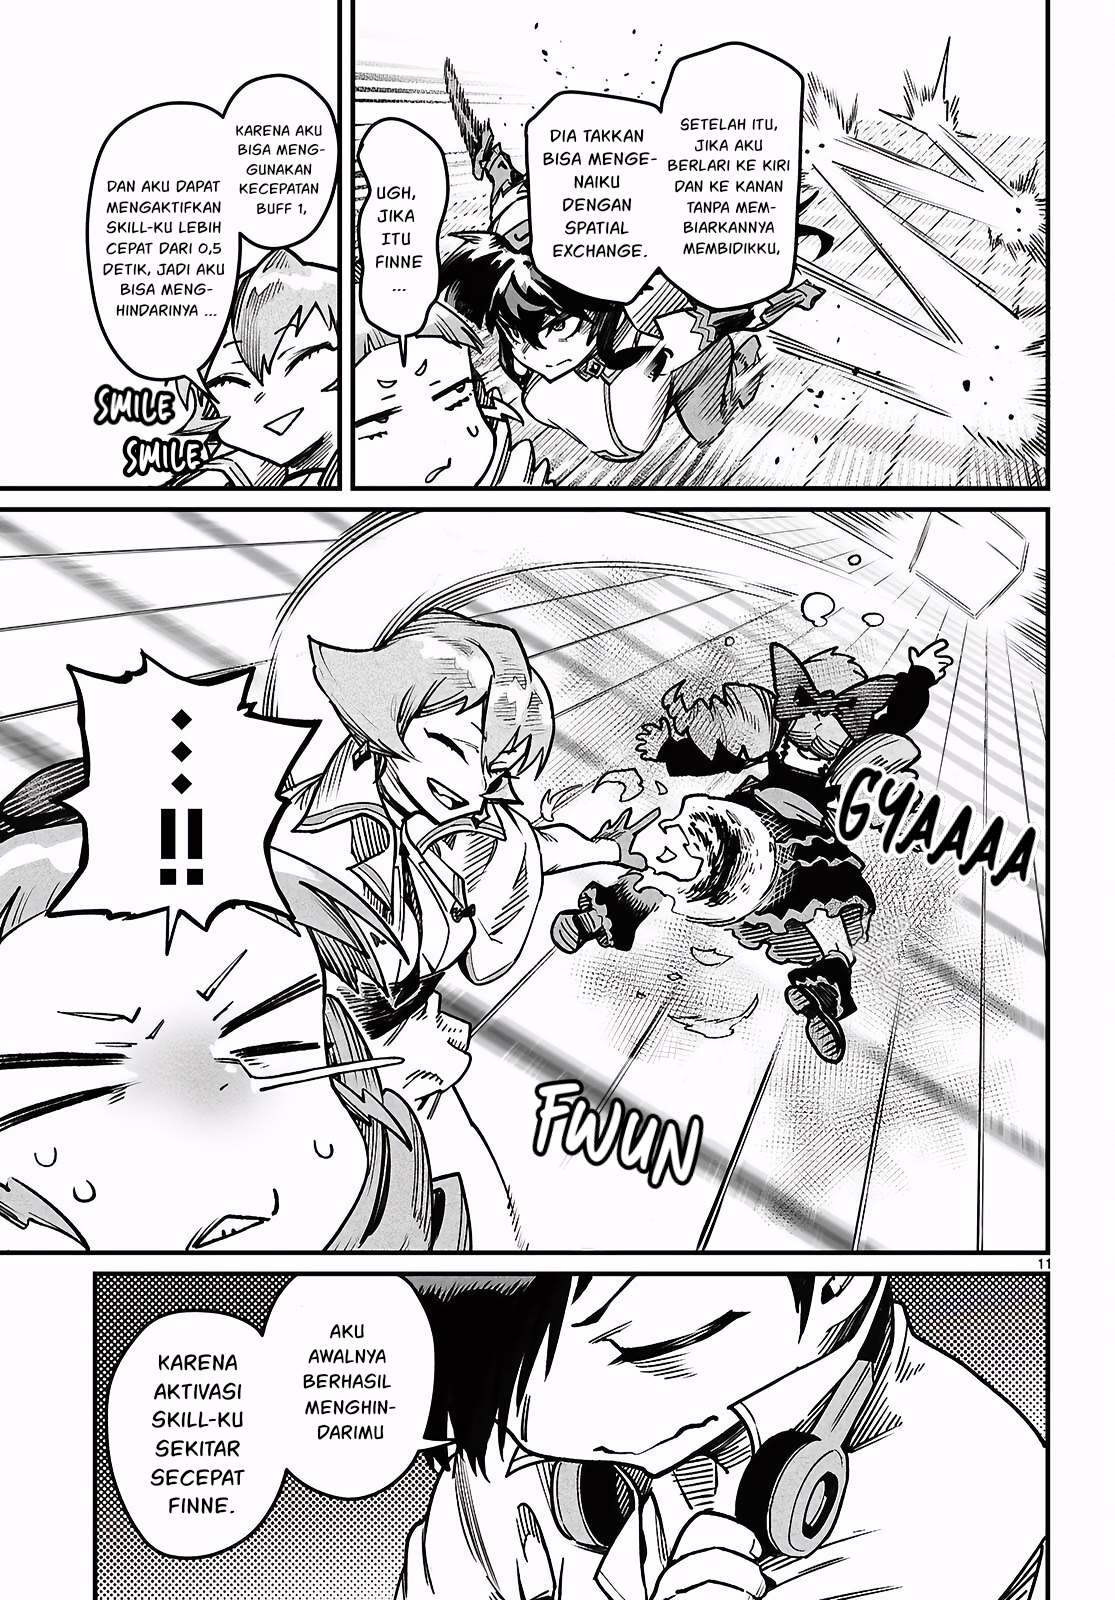 SETELAH ITU,
JIKA AKU
BERLARI KE KIRI
DAN KE KANAN
TANPA MEM-
BIARKANNYA
MEMBIDIKKU,
DIA TAKKAN
BISA MENGE-
NAIKU
DENGAN
SPATIAL
EXCHANGE.
UGH,
JIKA
ITU
FINNE
...
KARENA AKU
BISA MENG-
GUNAKAN
KECEPATAN
BUFF 1,
DAN AKU DAPAT
MENGAKTIFKAN
SKILL-KU LEBIH
CEPAT DARI 0,5
DETIK, JADI AKU
BISA MENG-
HINDARINYA ...
SMILE
SMILE
...!!
GYAAAA
FWUN
11
AKU
AWALNYA
BERHASIL
MENGHIN-
DARIMU
KARENA
AKTIVASI
SKILL-KU
SEKITAR
SECEPAT
FINNE.